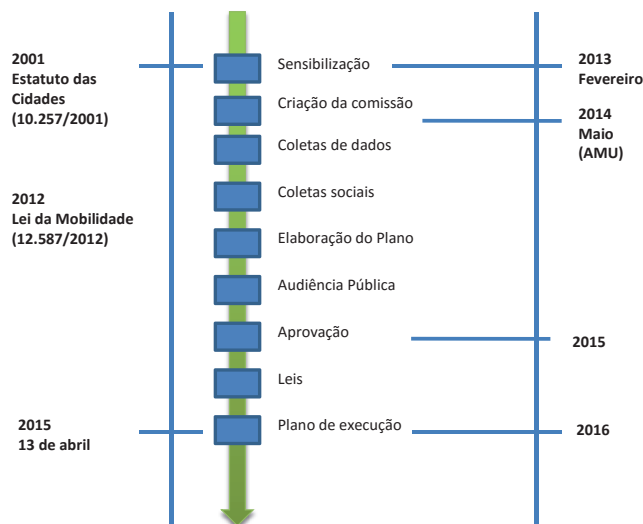 2001
Estatuto das
Cidades
(10.257/2001)
2012
Lei da Mobilidade
(12.587/2012)
2015
13 de abril
Sensibilização
Criação da comissão
Coletas de dados
Coletas sociais
Elaboração do Plano
Audiência Pública
Aprovação
Leis
Plano de execução
2013
Fevereiro
2014
Maio
(AMU)
2015
2016